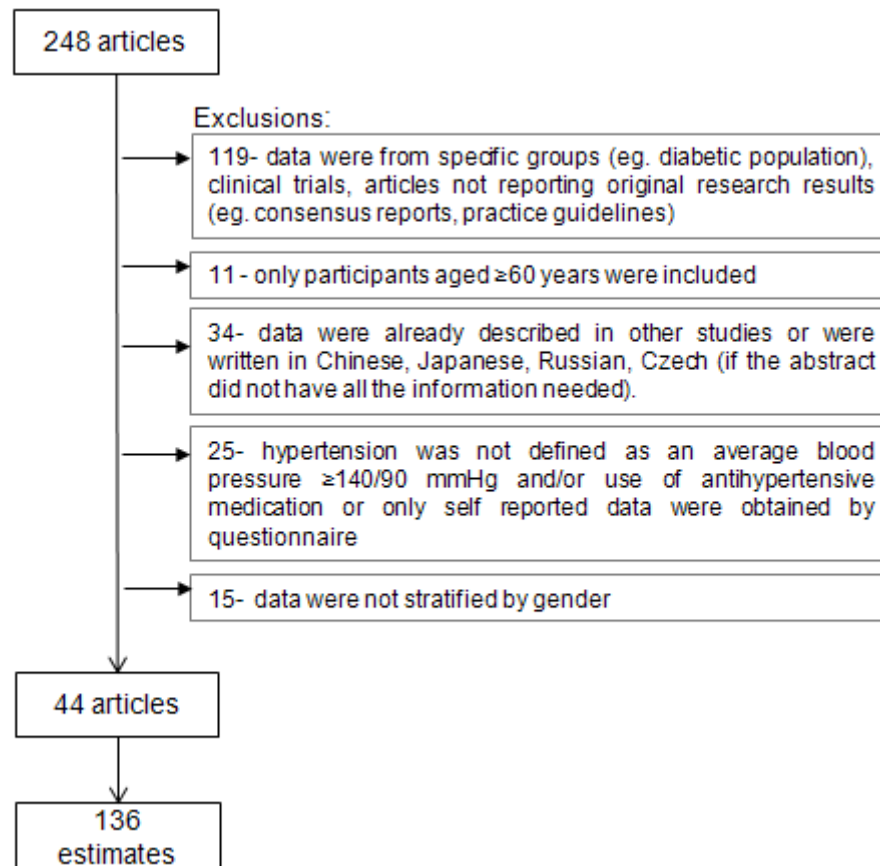 248 articles
Exclusions:
119- data were from specific groups (eg. diabetic population),
clinical trials, articles not reporting original research results
(eg. consensus reports, practice guidelines)
11 - only participants aged ≥60 years were included
34- data were already described in other studies or were
written in Chinese, Japanese, Russian, Czech (if the abstract
did not have all the information needed).
25- hypertension was not defined as an average blood
pressure ≥140/90 mmHg and/or use of antihypertensive
medication or only self reported data were obtained by
questionnaire
15- data were not stratified by gender
44 articles
136
estimates